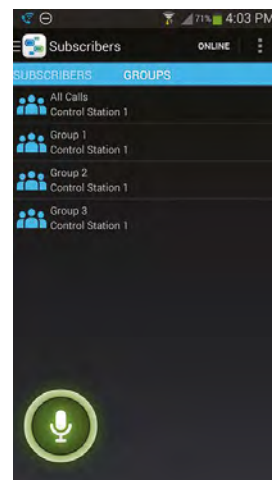 71% 4:03 PM
Subscribers ONLINE
SUBSCRIBERS GROUPS
All Calls
Control Station 1
Group 1
Control Station 1
Group 2
Control Station 1
Group 3
Control Station 1